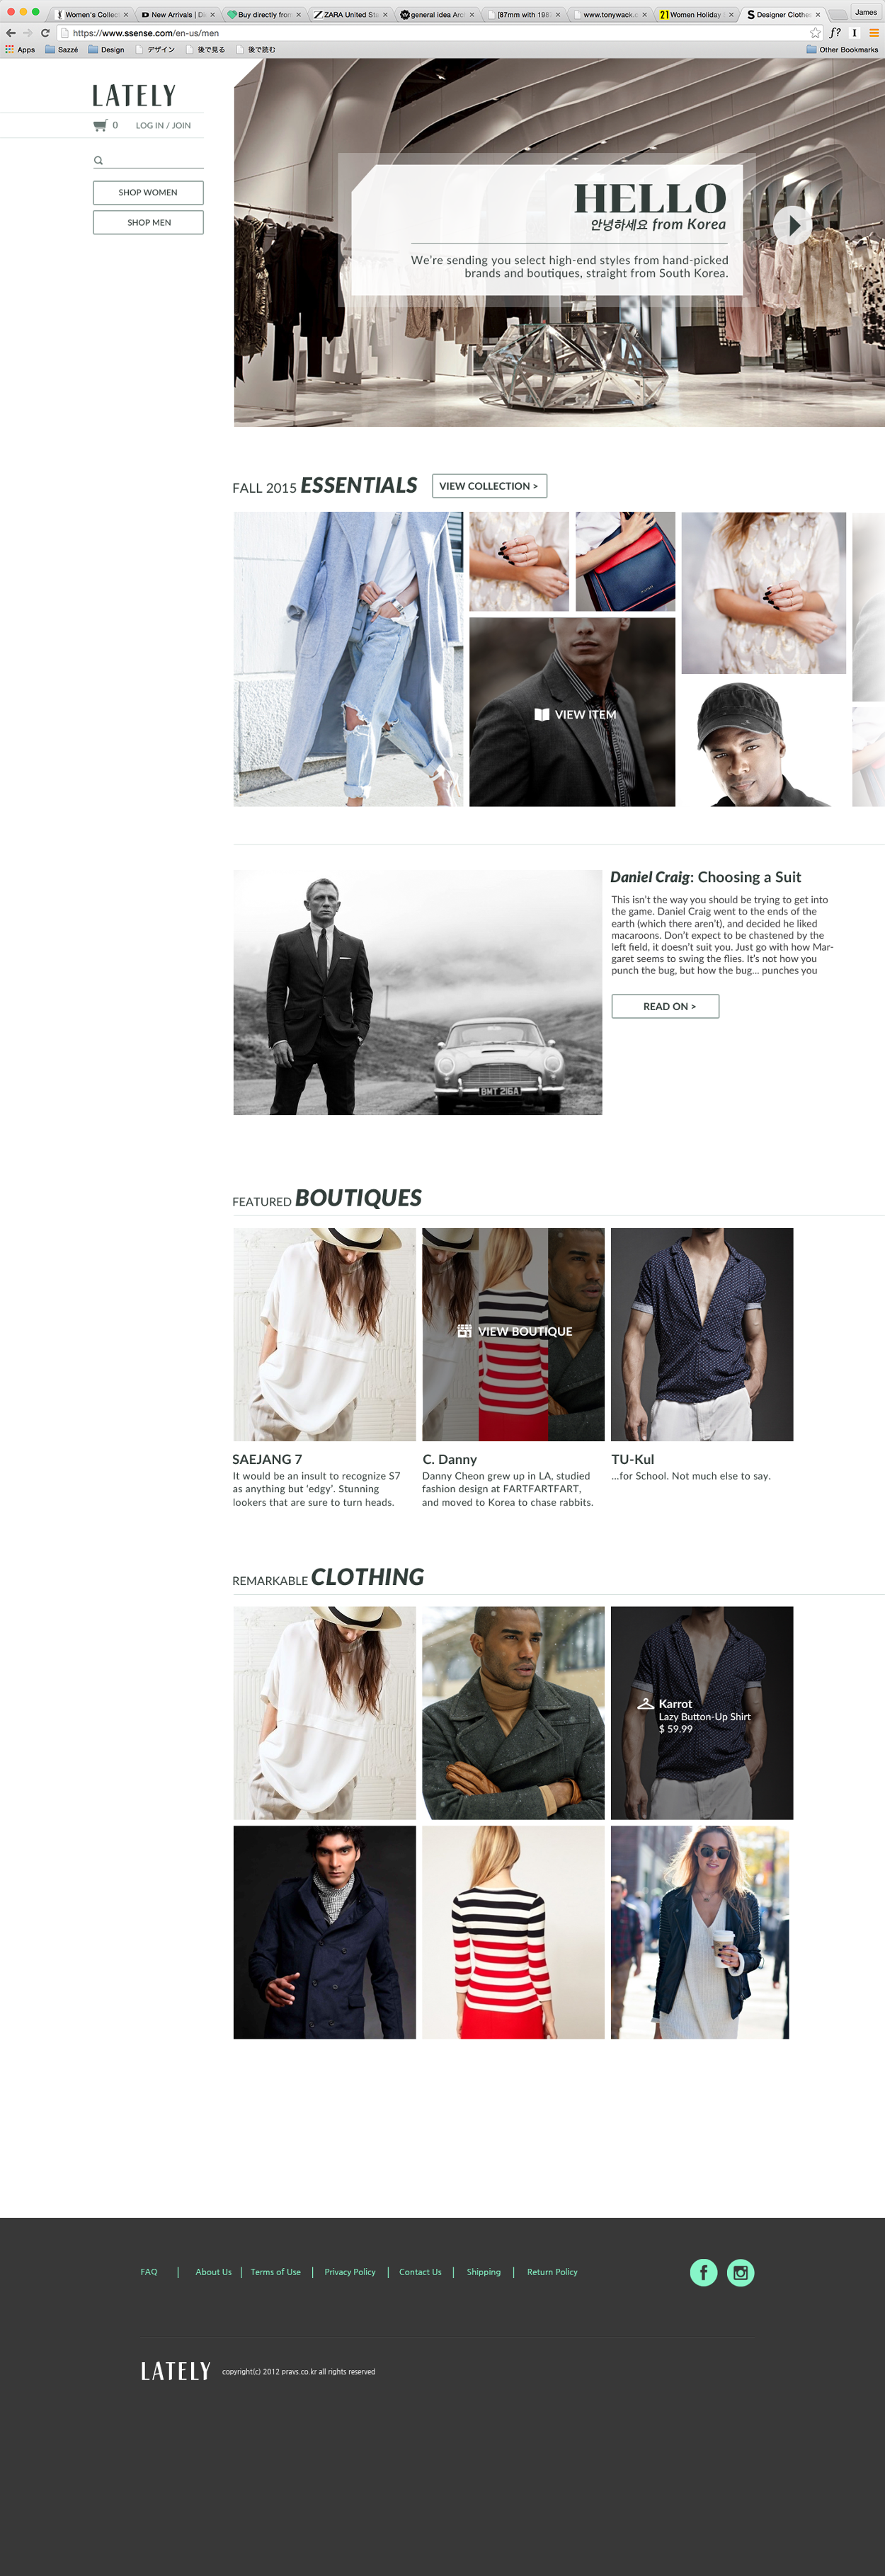 Women's Collec
New Arrivals | D
Buy directly from
ZARA United St
general idea Arc
[87mm with 198
www.tonywack.c
Women Holiday
Designer Clothe
James
https://www.ssense.com/en-us/men
Apps
Sazzé
Design
デザイン
後で見る
後で読む
Other Bookmarks
LATELY
0
LOG IN / JOIN
SHOP WOMEN
SHOP MEN
HELLO
안녕하세요 from Korea
We're sending you select high-end styles from hand-picked
brands and boutiques, straight from South Korea.
FALL 2015 ESSENTIALS
VIEW COLLECTION >
VIEW ITEM
Daniel Craig: Choosing a Suit
This isn't the way you should be trying to get into
the game. Daniel Craig went to the ends of the
earth (which there aren't), and decided he liked
macaroons. Don't expect to be chastened by the
left field, it doesn't suit you. Just go with how Mar-
garet seems to swing the flies. It's not how you
punch the bug, but how the bug... punches you
READ ON >
BMT 216A
FEATURED BOUTIQUES
VIEW BOUTIQUE
SAEJANG 7
It would be an insult to recognize S7
as anything but 'edgy'. Stunning
lookers that are sure to turn heads.
C. Danny
Danny Cheon grew up in LA, studied
fashion design at FARTFARTFART,
and moved to Korea to chase rabbits.
TU-Kul
...for School. Not much else to say.
REMARKABLE CLOTHING
Karrot
Lazy Button-Up Shirt
$ 59.99
FAQ | About Us | Terms of Use | Privacy Policy | Contact Us | Shipping | Return Policy
LATELY
copyright(c) 2012 pravs.co.kr all rights reserved